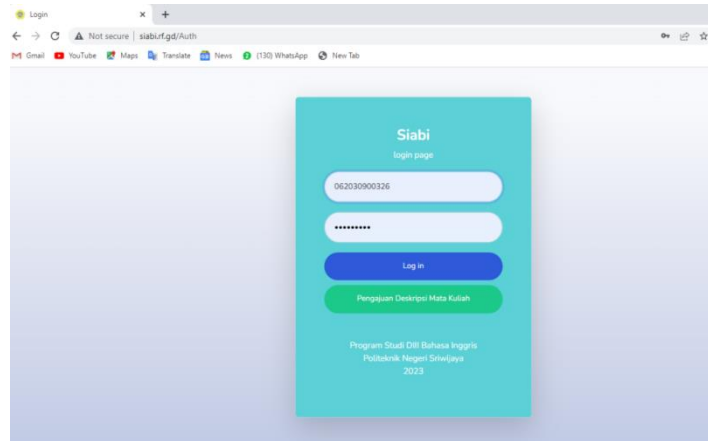 Login
Not secure siabi.rf.gd/Auth
Gmail YouTube Maps Translate News (130) WhatsApp New Tab
Siabi
login page
062030900326
•••••••••
Log in
Pengajuan Deskripsi Mata Kuliah
Program Studi DIII Bahasa Inggris
Politeknik Negeri Sriwijaya
2023